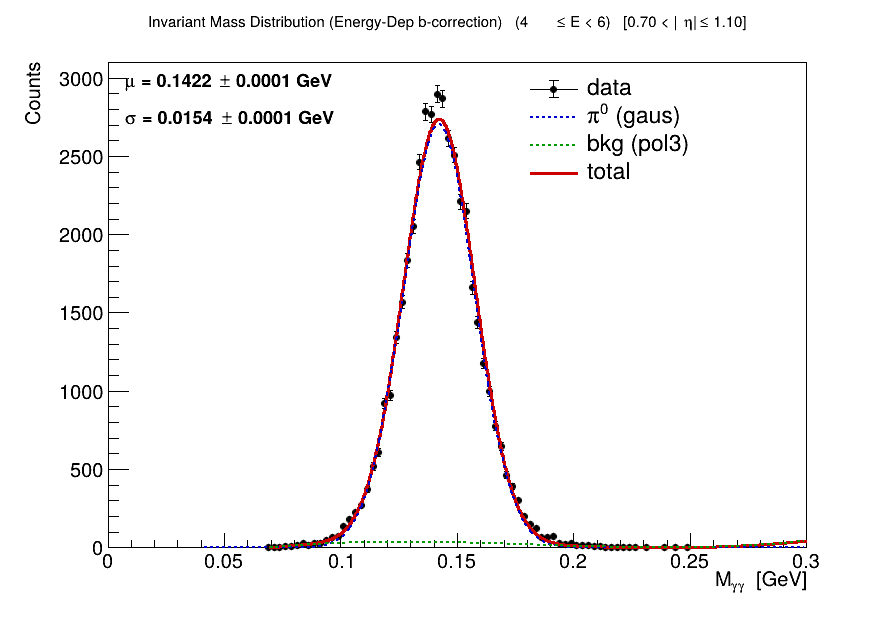 Invariant Mass Distribution (Energy-Dep b-correction) (4 ≤ E < 6) [0.70 < | η| ≤ 1.10]
Counts
3000
2500
2000
1500
1000
500
0
μ = 0.1422 ± 0.0001 GeV
σ = 0.0154 ± 0.0001 GeV
data
π⁰ (gaus)
bkg (pol3)
total
0 0.05 0.1 0.15 0.2 0.25 0.3
Mγγ [GeV]